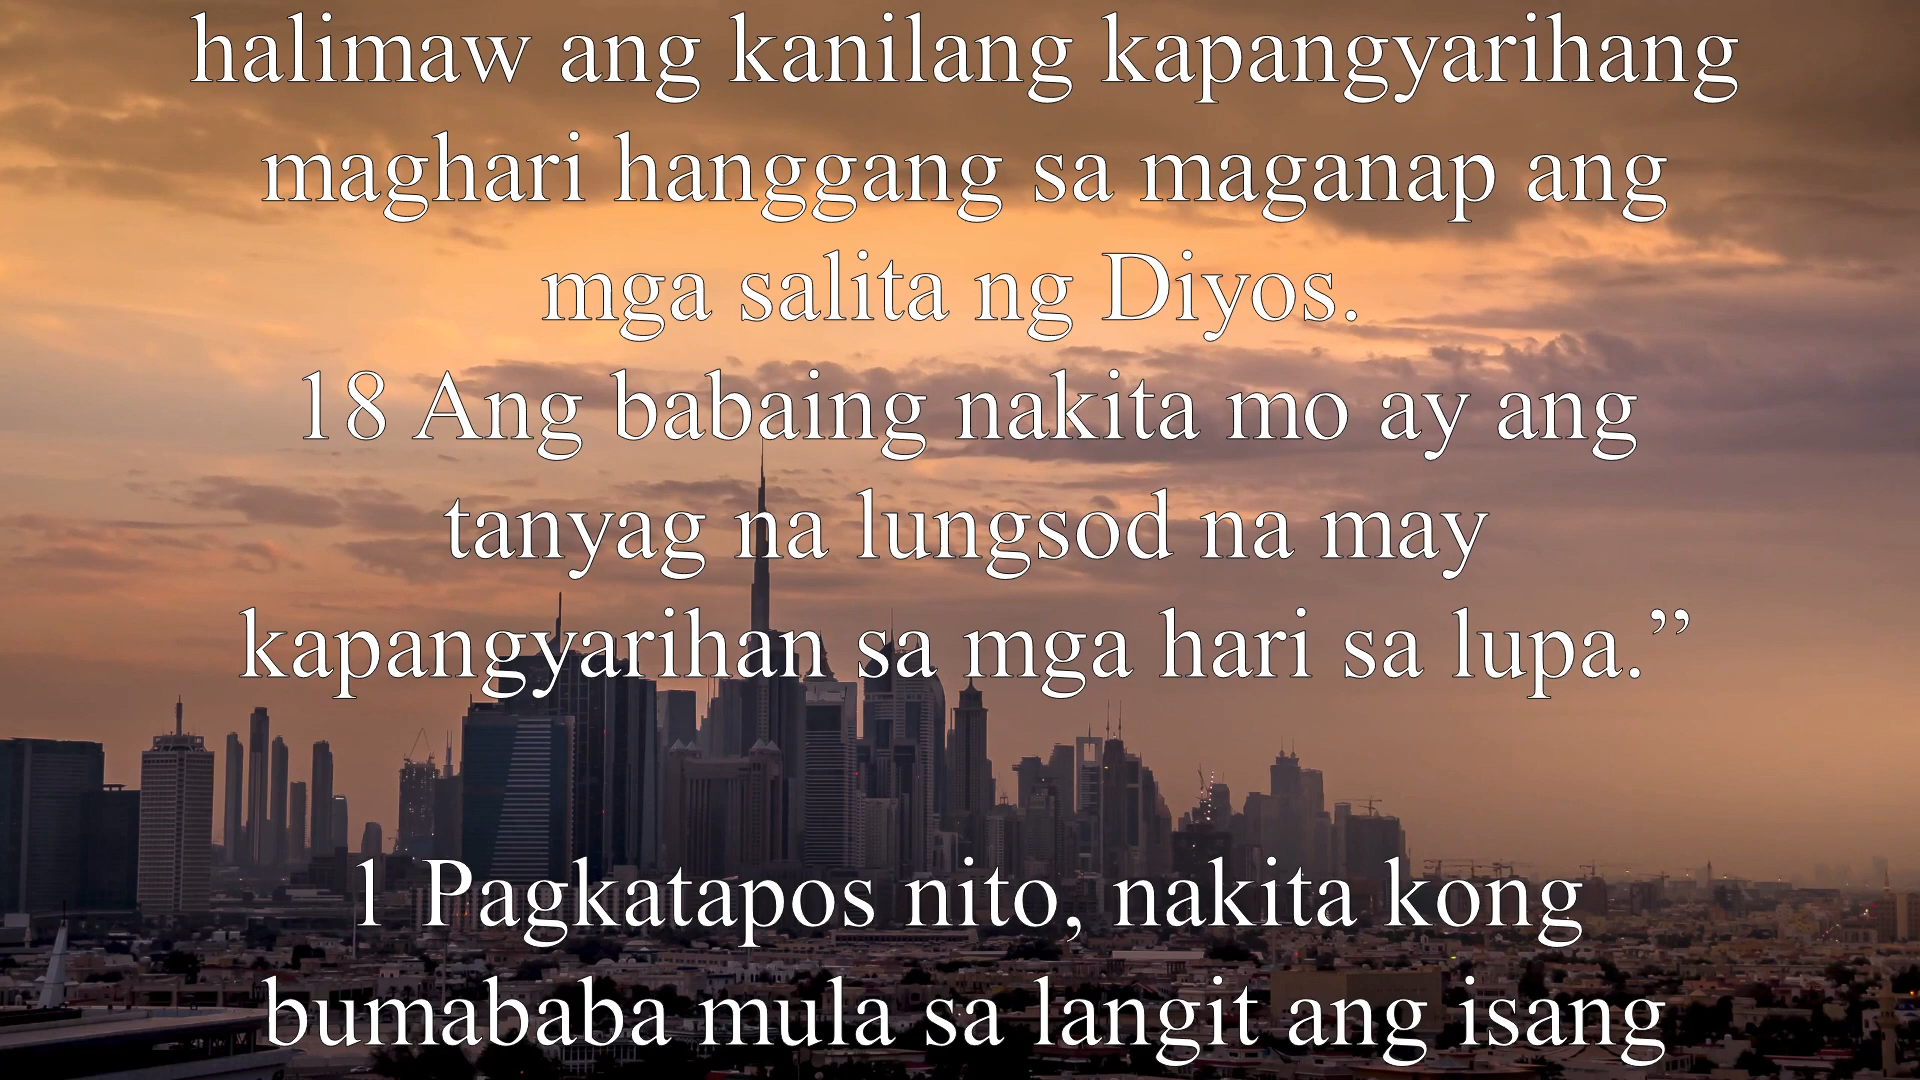 halimaw ang kanilang kapangyarihang
maghari hanggang sa maganap ang
mga salita ng Diyos.
18 Ang babaing nakita mo ay ang
tanyag na lungsod na may
kapangyarihan sa mga hari sa lupa.”
1 Pagkatapos nito, nakita kong
bumababa mula sa langit ang isang